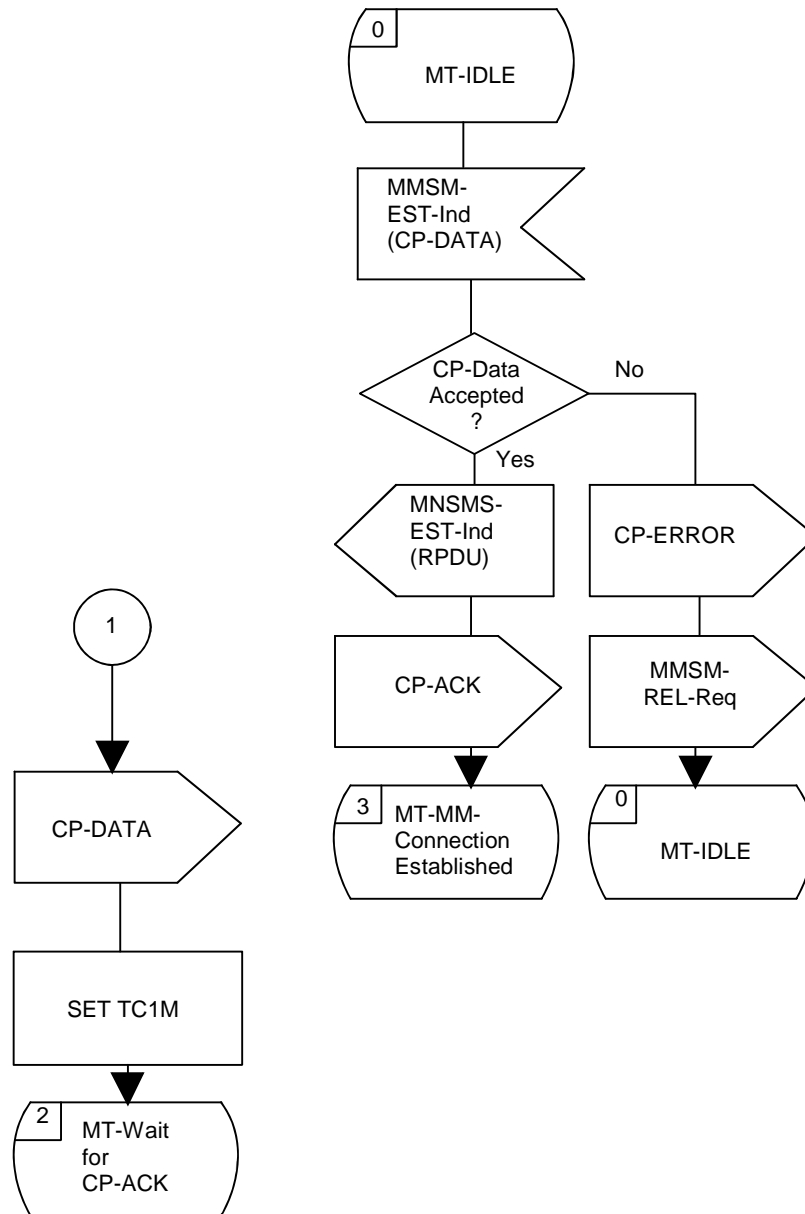 0
MT-IDLE
MMSM-
EST-Ind
(CP-DATA)
CP-Data
Accepted
?
No
Yes
MNSMS-
EST-Ind
(RPDU)
CP-ERROR
CP-ACK
MMSM-
REL-Req
3
MT-MM-
Connection
Established
0
MT-IDLE
1
CP-DATA
SET TC1M
2
MT-Wait
for
CP-ACK